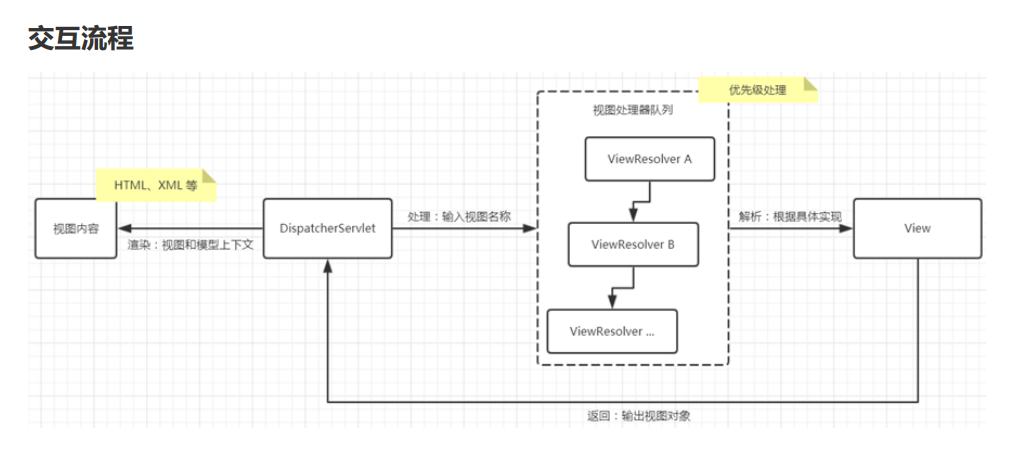 交互流程
优先级处理
视图处理器队列
ViewResolver A
HTML、XML 等
处理：输入视图名称
解析：根据具体实现
视图内容
DispatcherServlet
View
渲染：视图和模型上下文
ViewResolver B
ViewResolver ...
返回：输出视图对象